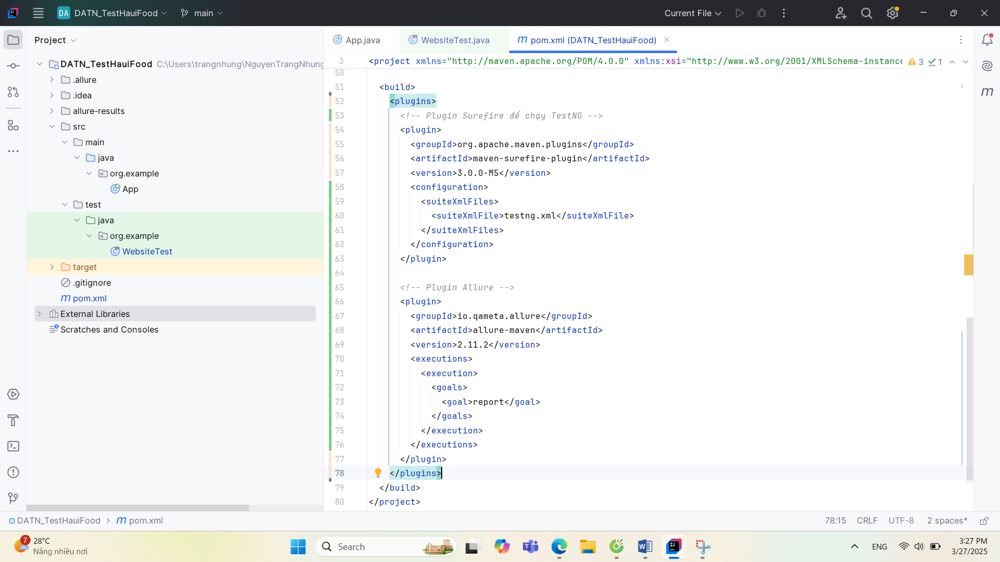 DA DATN_TestHauiFood main Current File
Project
App.java WebsiteTest.java m pom.xml (DATN_TestHauiFood)
DATN_TestHauiFood C:\Users\trangnhung\NguyenTrangNhung
.allure
.idea
allure-results
src
main
java
org.example
App
test
java
org.example
WebsiteTest
target
.gitignore
m pom.xml
External Libraries
Scratches and Consoles
3 <project xmlns="http://maven.apache.org/POM/4.0.0" xmlns:xsi="http://www.w3.org/2001/XMLSchema-instance 3 1
50
51 <build>
52 <plugins>
53 <!-- Plugin Surefire để chạy TestNG -->
54 <plugin>
55 <groupId>org.apache.maven.plugins</groupId>
56 <artifactId>maven-surefire-plugin</artifactId>
57 <version>3.0.0-M5</version>
58 <configuration>
59 <suiteXmlFiles>
60 <suiteXmlFile>testng.xml</suiteXmlFile>
61 </suiteXmlFiles>
62 </configuration>
63 </plugin>
64
65 <!-- Plugin Allure -->
66 <plugin>
67 <groupId>io.qameta.allure</groupId>
68 <artifactId>allure-maven</artifactId>
69 <version>2.11.2</version>
70 <executions>
71 <execution>
72 <goals>
73 <goal>report</goal>
74 </goals>
75 </execution>
76 </executions>
77 </plugin>
78 </plugins>
79 </build>
80 </project>
DATN_TestHauiFood > m pom.xml 78:15 CRLF UTF-8 2 spaces*
7 28°C
Nắng nhiều nơi
Search
ENG
3:27 PM
3/27/2025